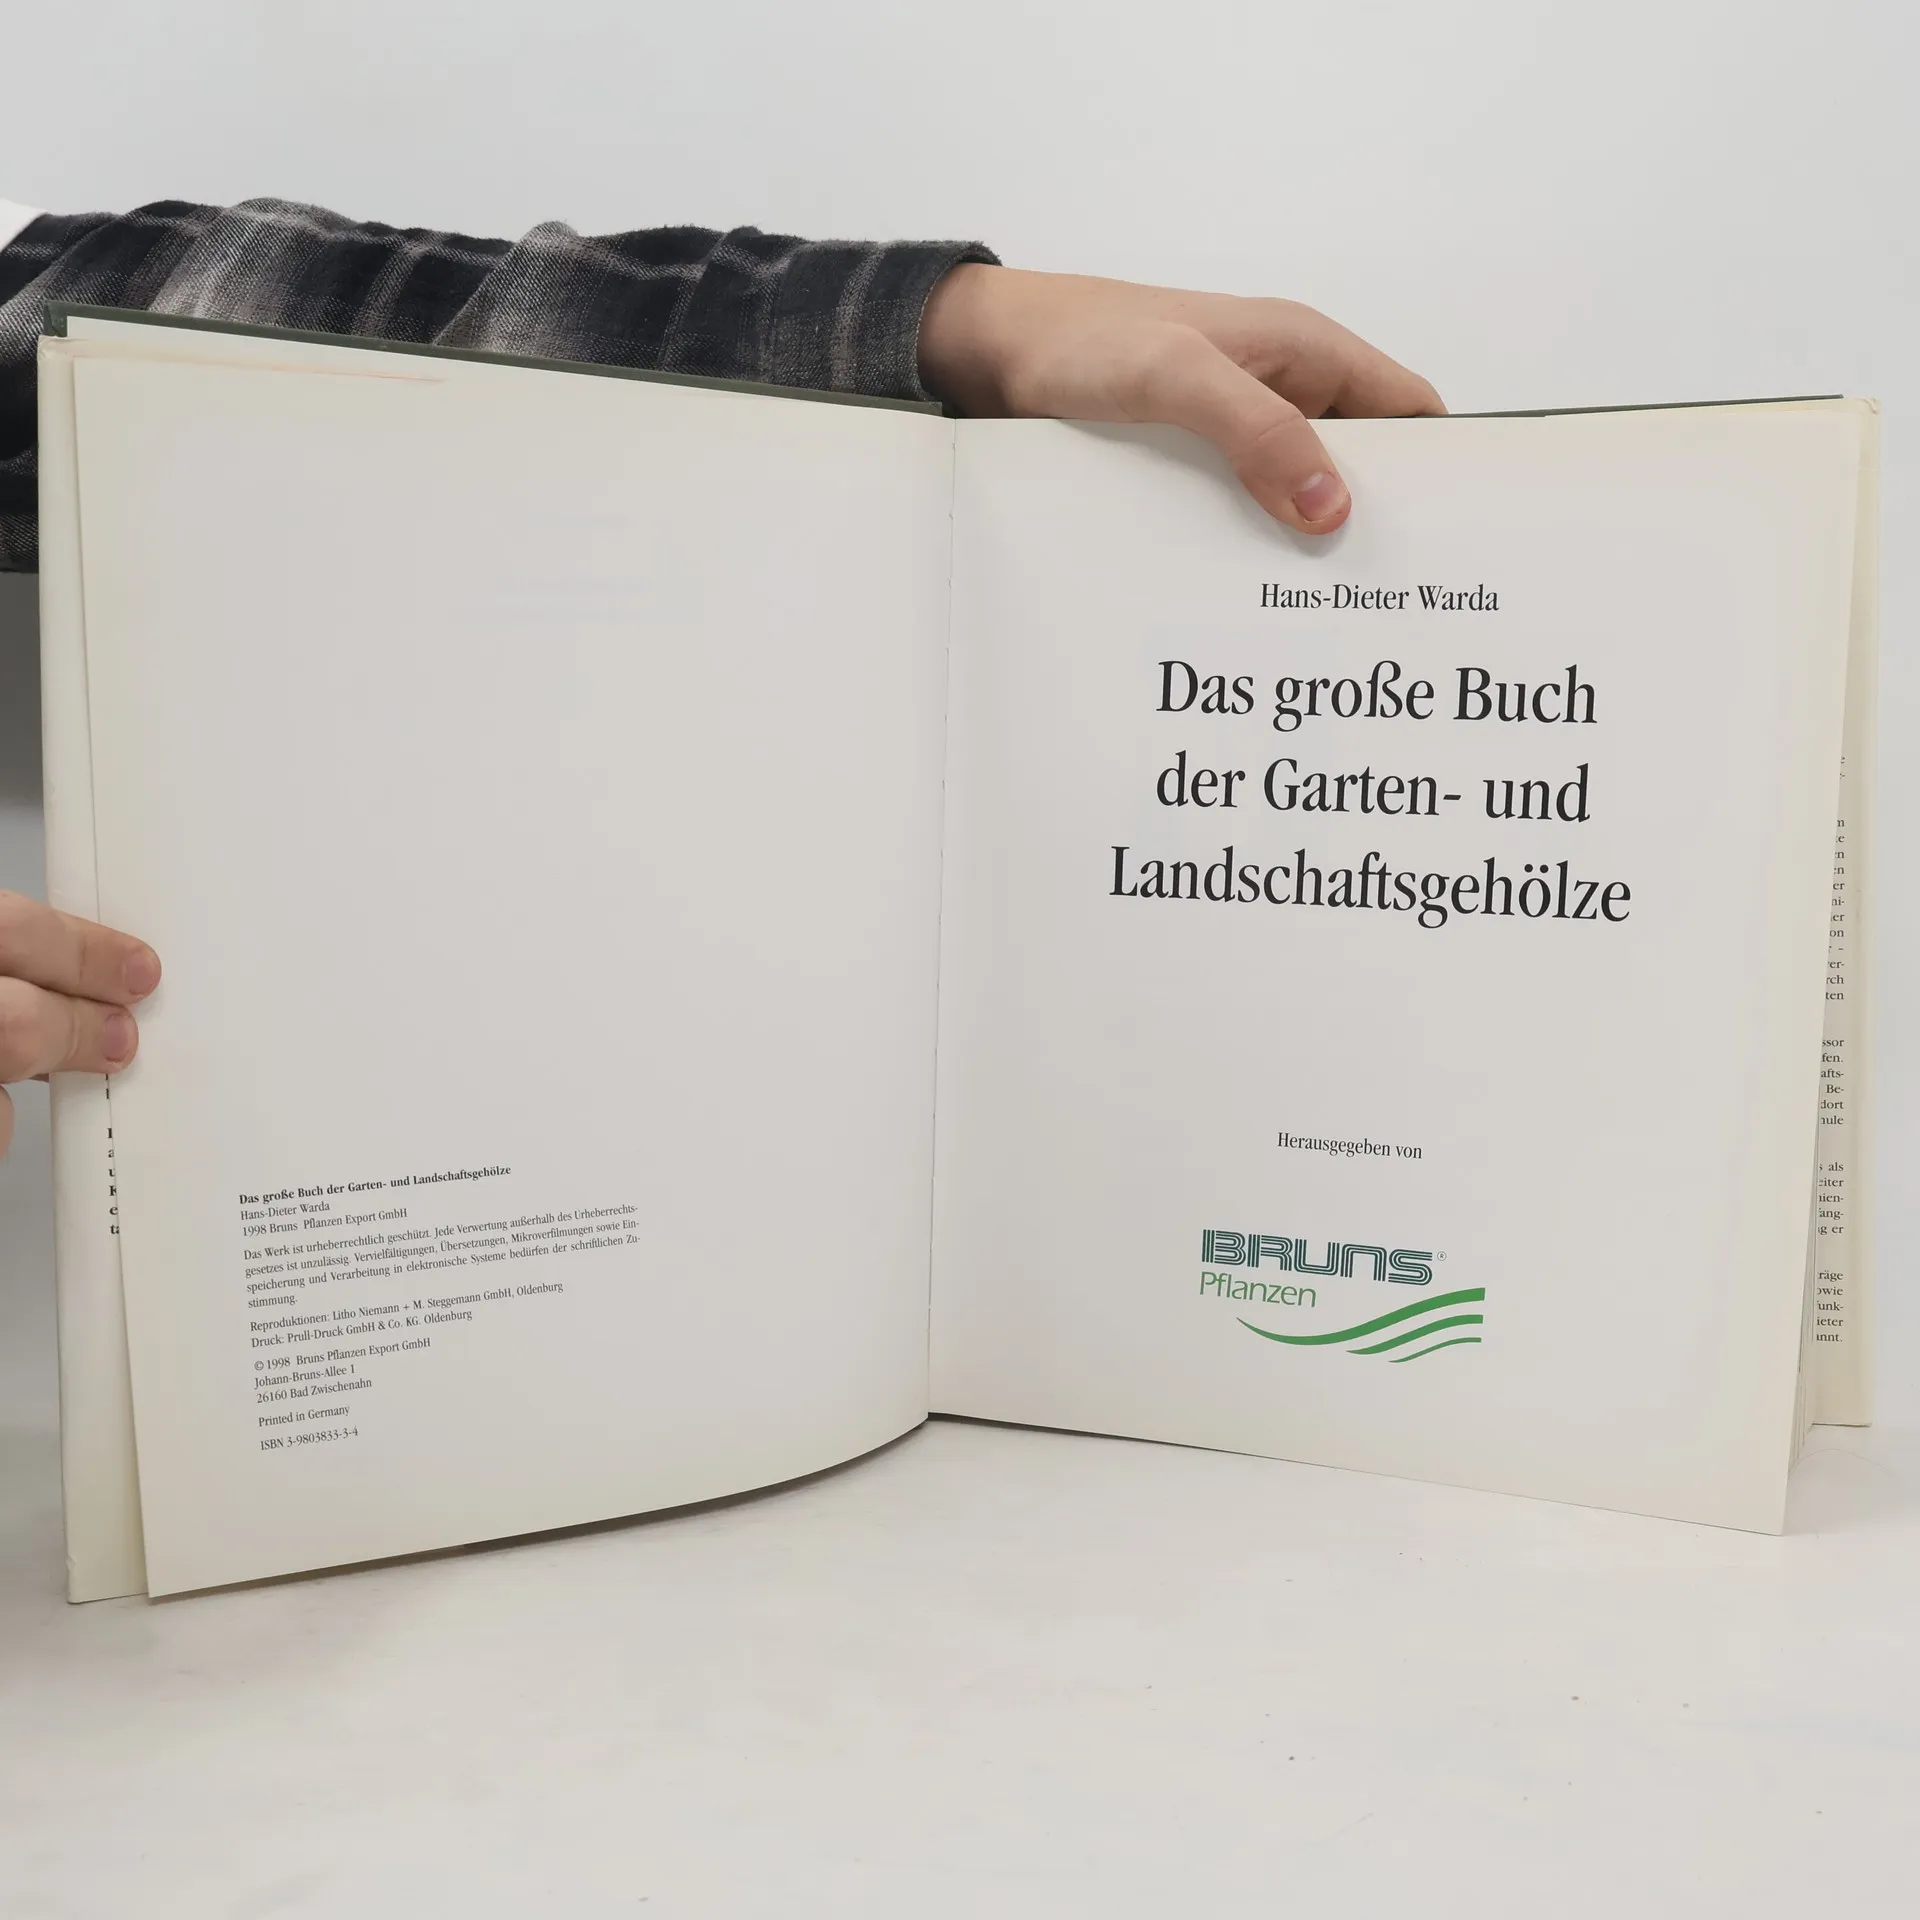 Das große Buch der Garten- und Landschaftsgehölze
Hans-Dieter Warda
1998 Bruns Pflanzen Export GmbH
Das Werk ist urheberrechtlich geschützt. Jede Verwertung außerhalb des Urheberrechts-
gesetzes ist unzulässig. Vervielfältigungen, Übersetzungen, Mikroverfilmungen sowie Ein-
speicherung und Verarbeitung in elektronische Systeme bedürfen der schriftlichen Zu-
stimmung.
Reproduktionen: Litho Niemann + M. Steggemann GmbH, Oldenburg
Druck: Prull-Druck GmbH & Co. KG. Oldenburg
© 1998 Bruns Pflanzen Export GmbH
Johann-Bruns-Allee 1
26160 Bad Zwischenahn
Printed in Germany
ISBN 3-9803833-3-4
Hans-Dieter Warda
Das große Buch
der Garten- und
Landschaftsgehölze
Herausgegeben von
BRUNS®
Pflanzen